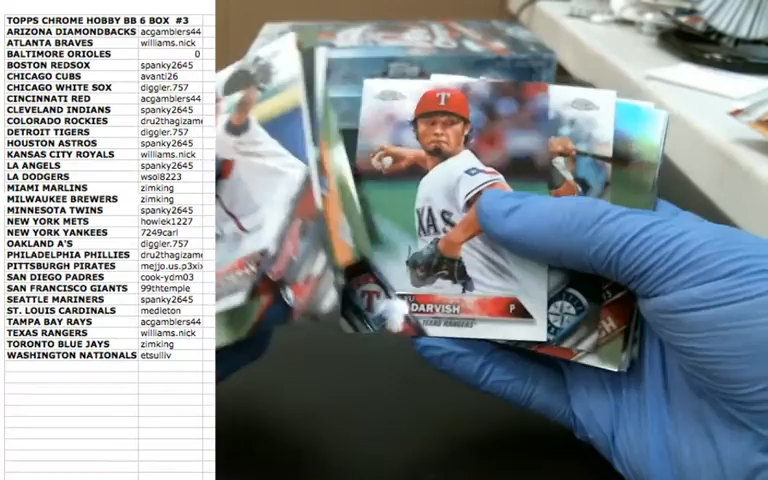 TOPPS CHROME HOBBY BB 6 BOX #3
ARIZONA DIAMONDBACKS acgamblers44
ATLANTA BRAVES williams.nick
BALTIMORE ORIOLES 0
BOSTON REDSOX spanky2645
CHICAGO CUBS avanti26
CHICAGO WHITE SOX diggler.757
CINCINNATI RED acgamblers44
CLEVELAND INDIANS spanky2645
COLORADO ROCKIES dru2thagizame
DETROIT TIGERS diggler.757
HOUSTON ASTROS spanky2645
KANSAS CITY ROYALS williams.nick
LA ANGELS spanky2645
LA DODGERS wsol8223
MIAMI MARLINS zimking
MILWAUKEE BREWERS zimking
MINNESOTA TWINS spanky2645
NEW YORK METS howiek1227
NEW YORK YANKEES 7249carl
OAKLAND A'S diggler.757
PHILADELPHIA PHILLIES dru2thagizame
PITTSBURGH PIRATES mejjo.us.p3xix
SAN DIEGO PADRES cook-ydm03
SAN FRANCISCO GIANTS 99thtemple
SEATTLE MARINERS spanky2645
ST. LOUIS CARDINALS medleton
TAMPA BAY RAYS acgamblers44
TEXAS RANGERS williams.nick
TORONTO BLUE JAYS zimking
WASHINGTON NATIONALS etsulliv
T
XAS
DARVISH P
TEXAS RANGERS